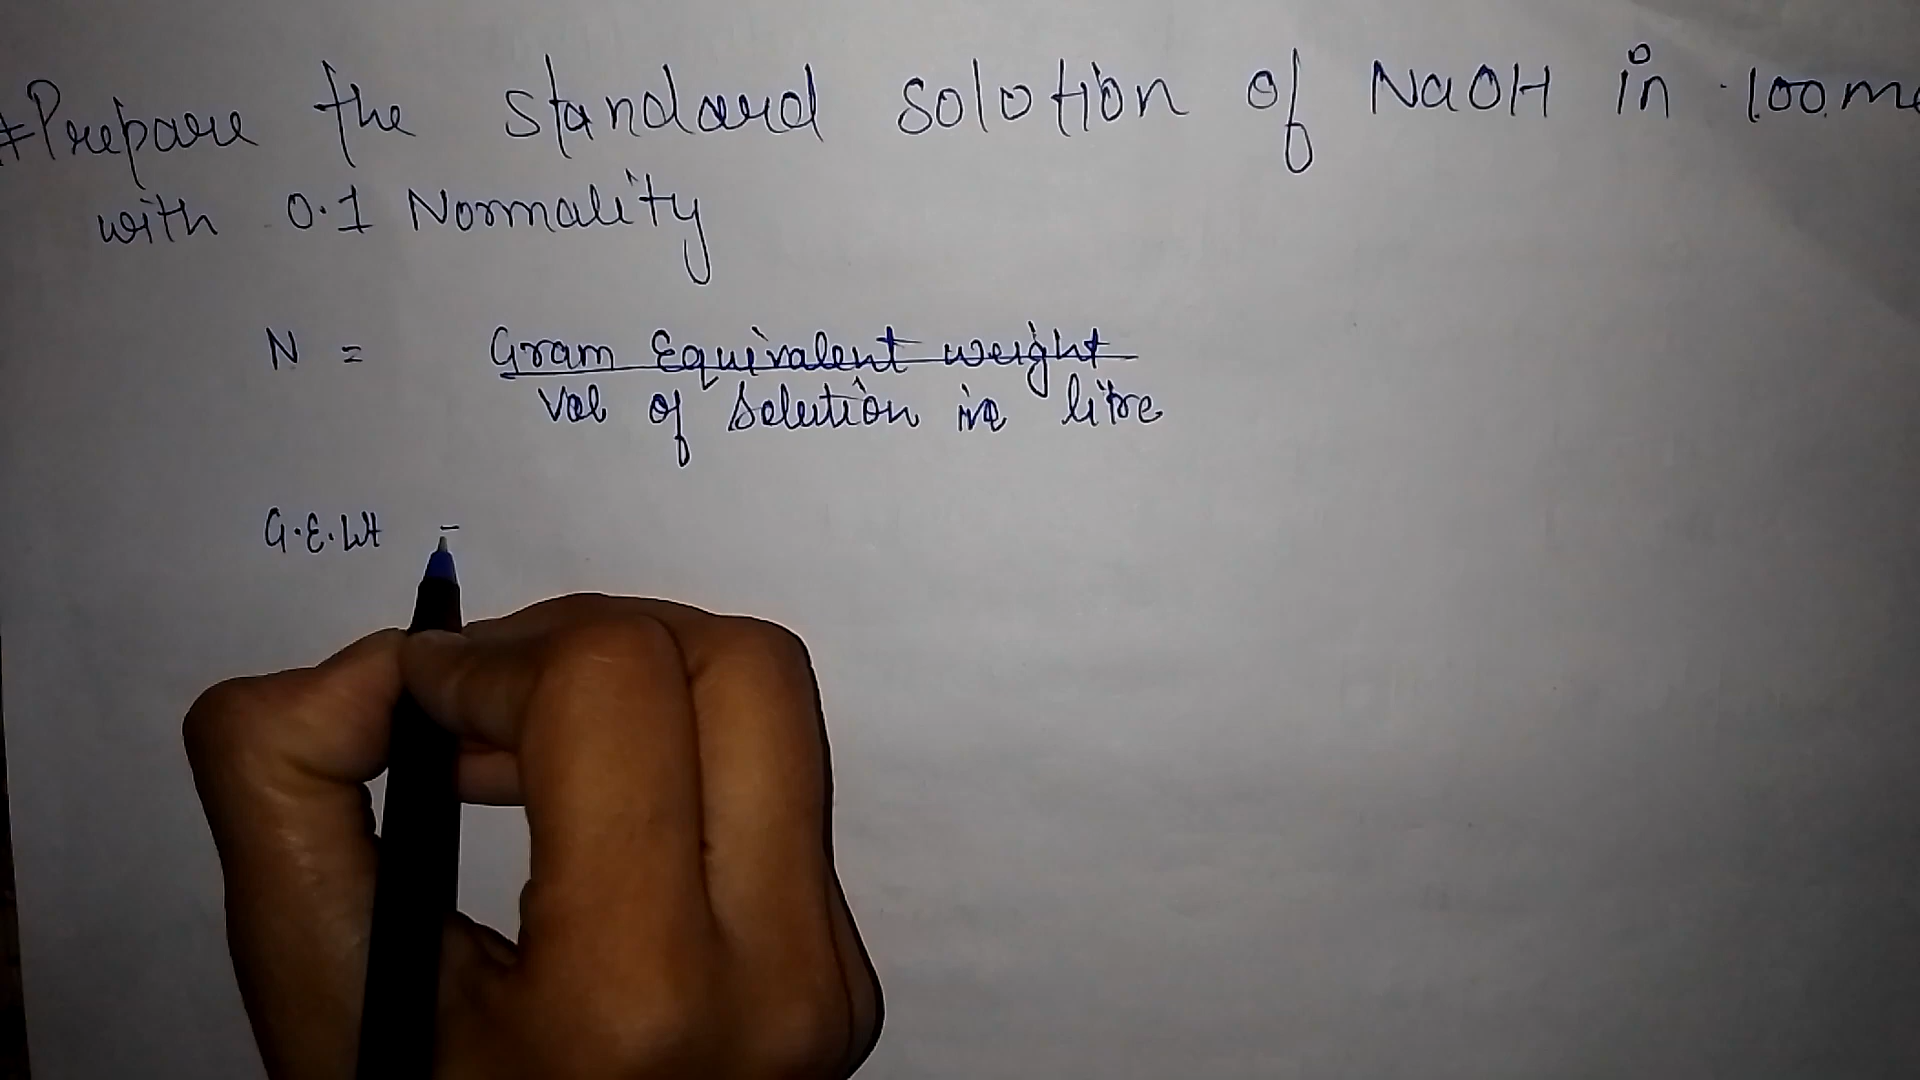 *Prepare the standard solution of NaOH in 100 m
with 0.1 Normality
N = Gram Equivalent weight
Vol of solution in litre
G.E.Wt -